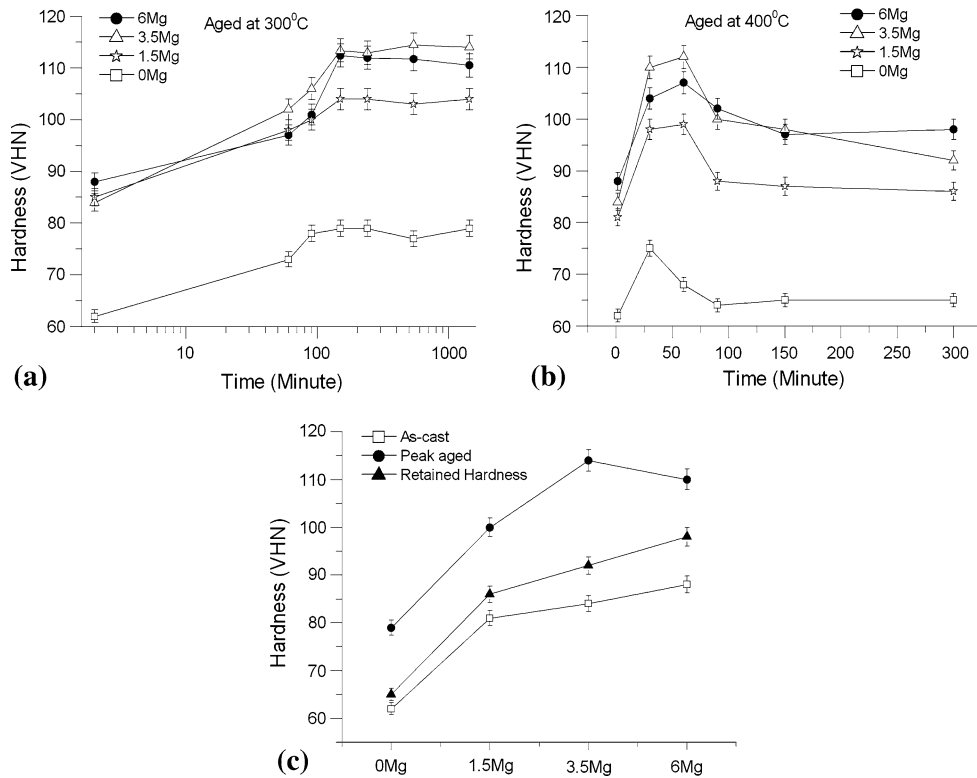 120
110
100
90
80
70
60
Hardness (VHN)
6Mg
3.5Mg
1.5Mg
0Mg
Aged at 300⁰C
10
100
1000
Time (Minute)
(a)
120
110
100
90
80
70
60
Hardness (VHN)
Aged at 400⁰C
6Mg
3.5Mg
1.5Mg
0Mg
0
50
100
150
200
250
300
Time (Minute)
(b)
120
110
100
90
80
70
60
Hardness (VHN)
As-cast
Peak aged
Retained Hardness
0Mg
1.5Mg
3.5Mg
6Mg
(c)